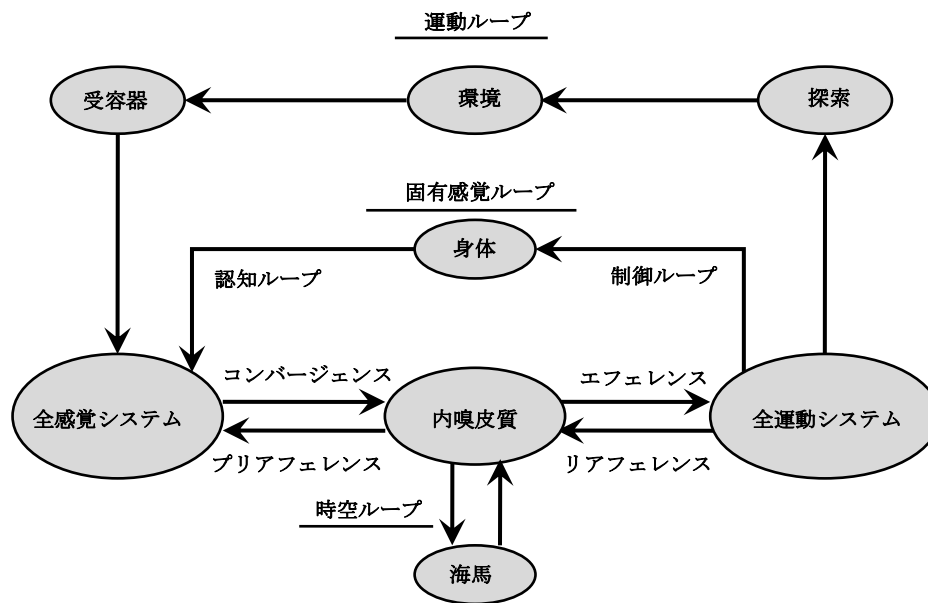 運動ループ
受容器
環境
探索
固有感覚ループ
身体
認知ループ
制御ループ
コンバージェンス
エフェレンス
全感覚システム
内嗅皮質
全運動システム
プリアフェレンス
リアフェレンス
時空ループ
海馬